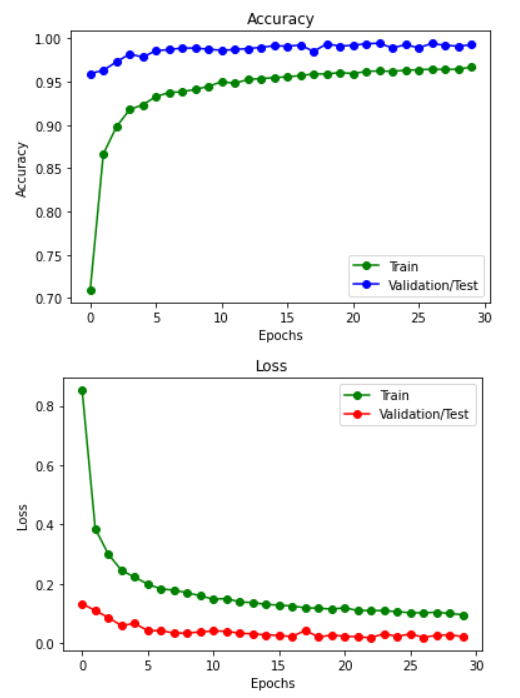 Accuracy
1.00
0.95
0.90
0.85
0.80
0.75
0.70
Accuracy
Train
Validation/Test
0 5 10 15 20 25 30
Epochs
Loss
0.8
0.6
0.4
0.2
0.0
Loss
Train
Validation/Test
0 5 10 15 20 25 30
Epochs